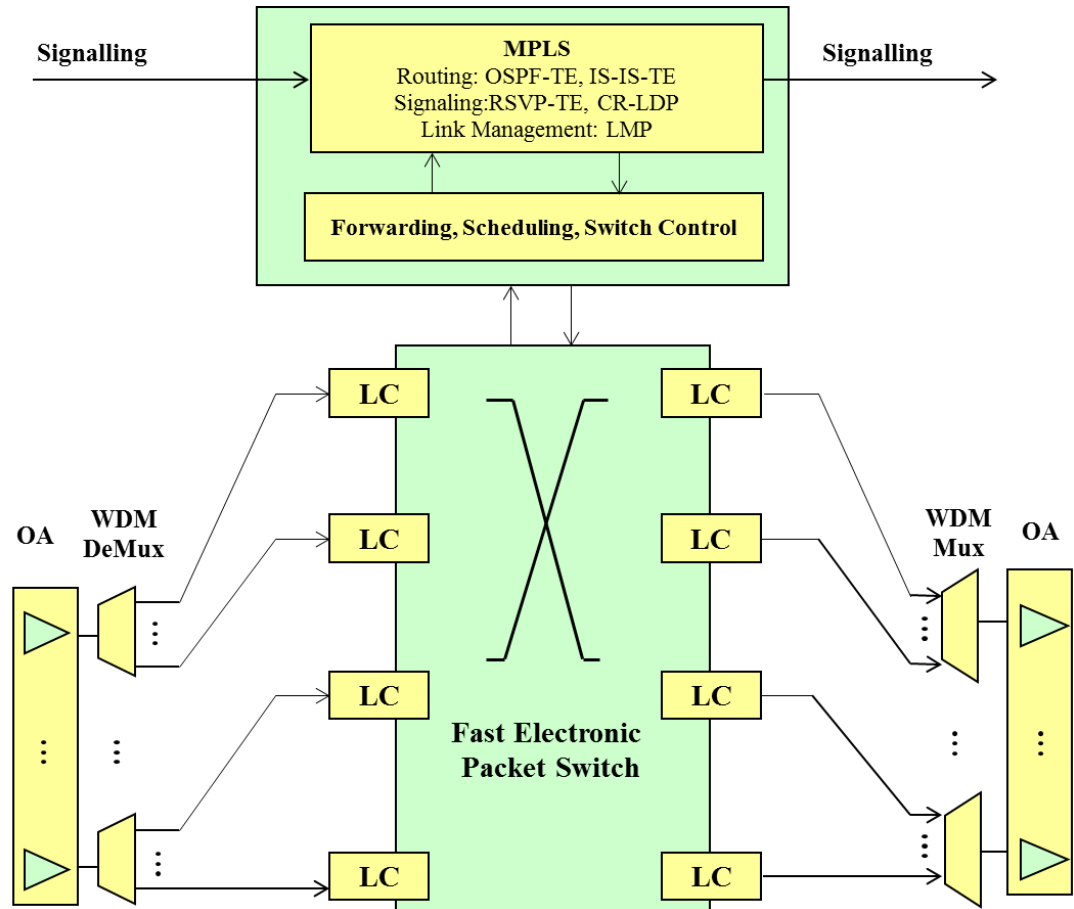 Signalling
MPLS
Routing: OSPF-TE, IS-IS-TE
Signaling:RSVP-TE, CR-LDP
Link Management: LMP
Signalling
Forwarding, Scheduling, Switch Control
LC
LC
OA
WDM
DeMux
LC
LC
WDM
Mux
OA
...
...
LC
LC
Fast Electronic
Packet Switch
...
...
...
...
...
...
LC
LC